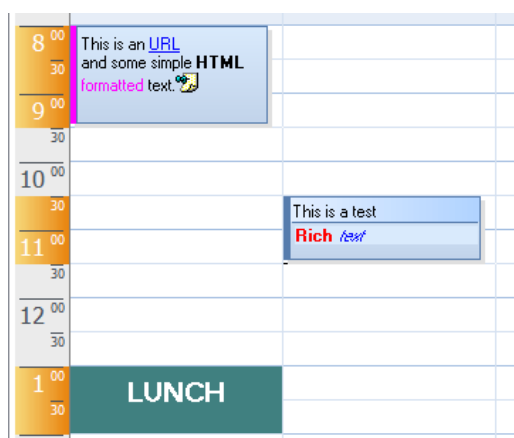 8 00
30
9 00
30
10 00
30
11 00
30
12 00
30
1 00
30
This is an URL
and some simple HTML
formatted text.
This is a test
Rich text
LUNCH